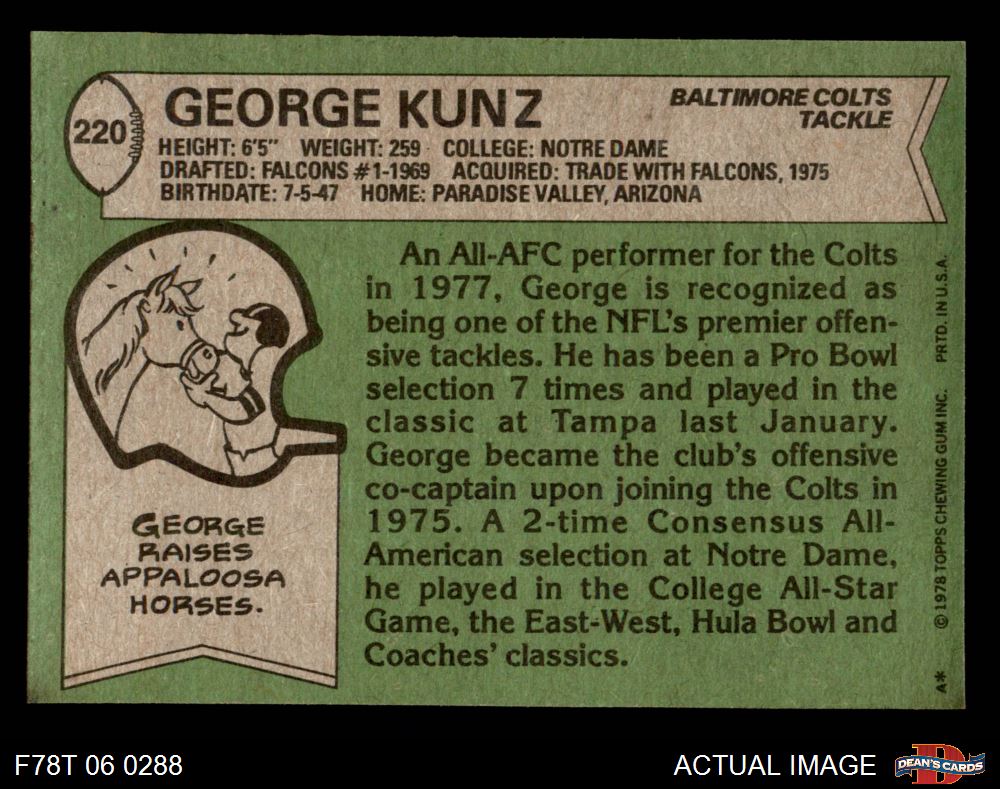 220
GEORGE KUNZ
BALTIMORE COLTS
TACKLE
HEIGHT: 6'5" WEIGHT: 259 COLLEGE: NOTRE DAME
DRAFTED: FALCONS #1-1969 ACQUIRED: TRADE WITH FALCONS, 1975
BIRTHDATE: 7-5-47 HOME: PARADISE VALLEY, ARIZONA
An All-AFC performer for the Colts
in 1977, George is recognized as
being one of the NFL's premier offen-
sive tackles. He has been a Pro Bowl
selection 7 times and played in the
classic at Tampa last January.
George became the club's offensive
co-captain upon joining the Colts in
1975. A 2-time Consensus All-
American selection at Notre Dame,
he played in the College All-Star
Game, the East-West, Hula Bowl and
Coaches' classics.
GEORGE
RAISES
APPALOOSA
HORSES.
A* © 1978 TOPPS CHEWING GUM INC. PRTD. IN U.S.A.
F78T 06 0288
ACTUAL IMAGE
D
DEAN'S CARDS